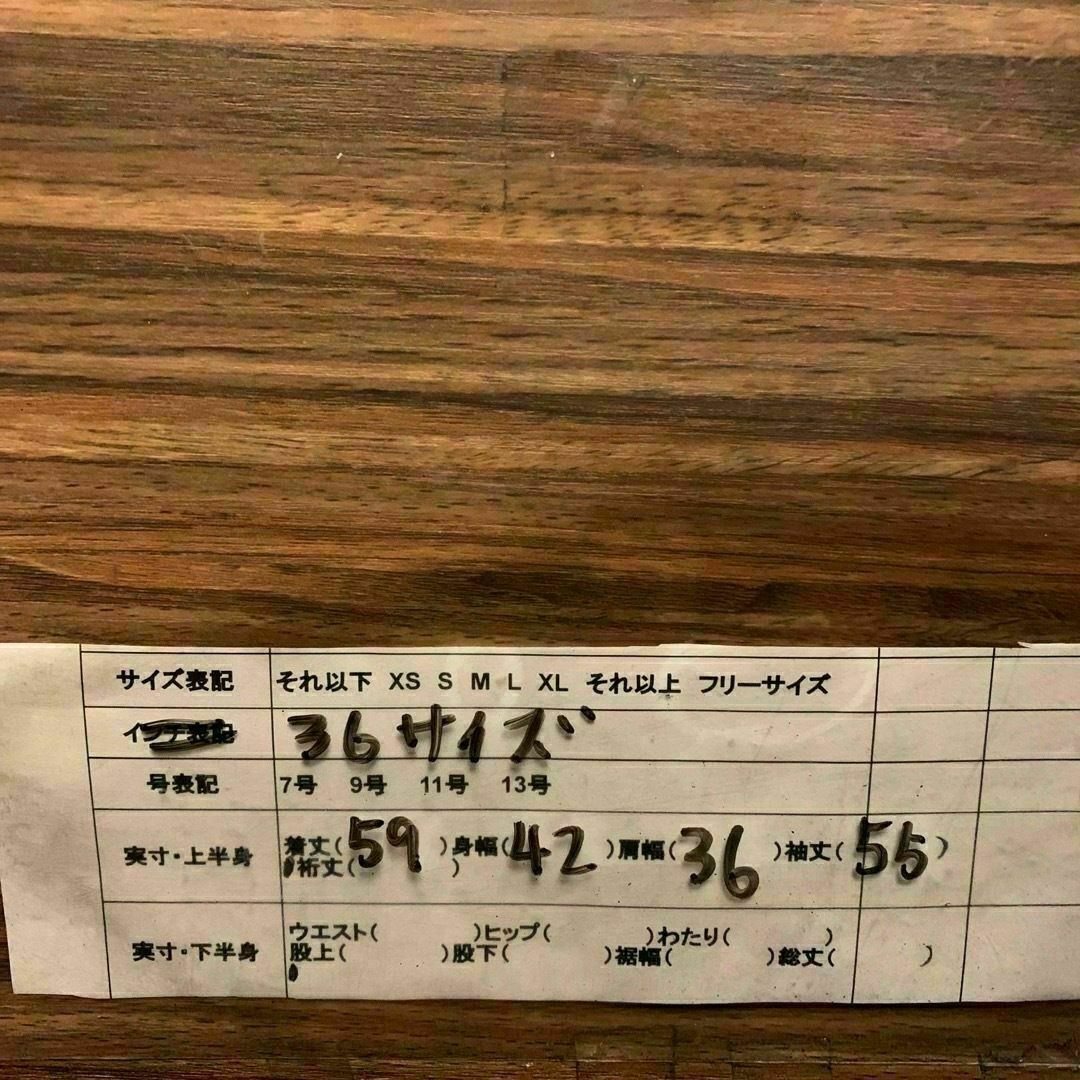 サイズ表記 それ以下 XS S M L XL それ以上 フリーサイズ
インチ表記 36サイズ
号表記 7号 9号 11号 13号
実寸・上半身 着丈(59)身幅(42)肩幅(36)袖丈(55)
裄丈( )
実寸・下半身 ウエスト( )ヒップ( )わたり( )
股上( )股下( )裾幅( )総丈( )